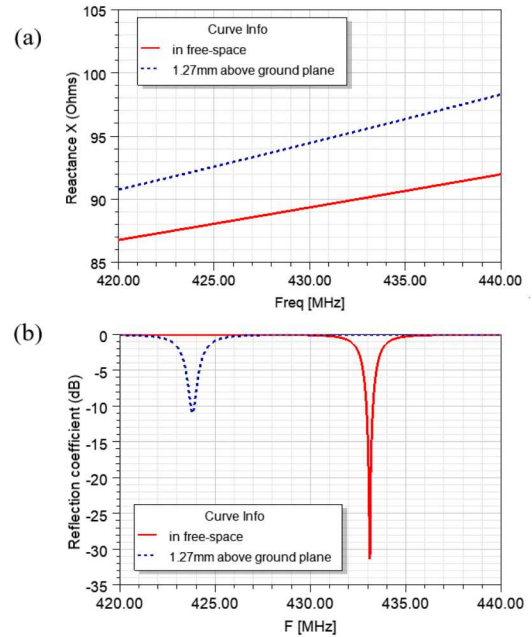 (a)
105
100
95
90
85
Reactance X (Ohms)
Curve Info
in free-space
1.27mm above ground plane
420.00 425.00 430.00 435.00 440.00
Freq [MHz]
(b)
0
-5
-10
-15
-20
-25
-30
-35
Reflection coefficient (dB)
Curve Info
in free-space
1.27mm above ground plane
420.00 425.00 430.00 435.00 440.00
F [MHz]